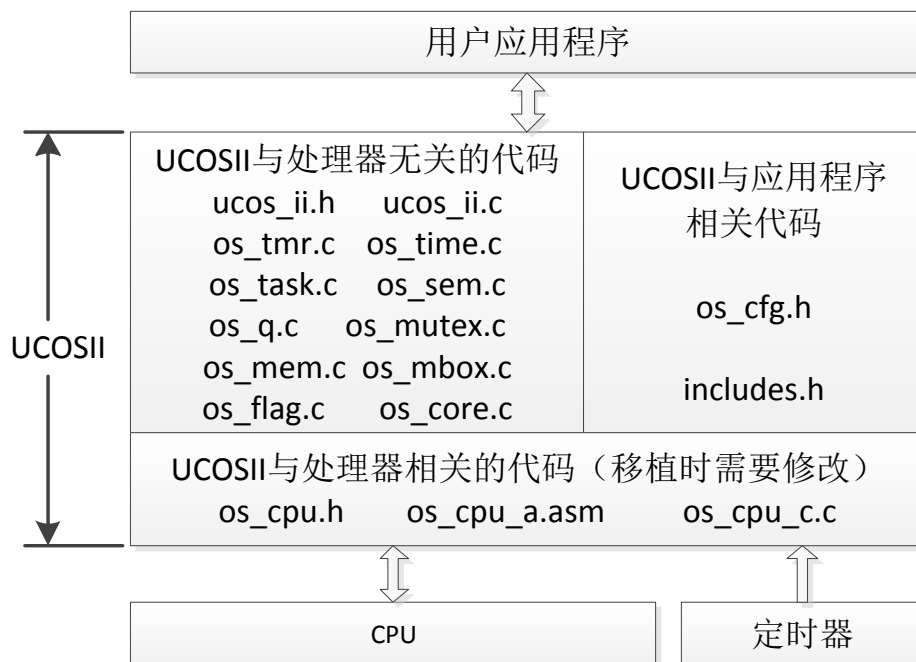 用户应用程序
UCOSII
UCOSII与处理器无关的代码
ucos_ii.h ucos_ii.c
os_tmr.c os_time.c
os_task.c os_sem.c
os_q.c os_mutex.c
os_mem.c os_mbox.c
os_flag.c os_core.c
UCOSII与应用程序
相关代码
os_cfg.h
includes.h
UCOSII与处理器相关的代码（移植时需要修改）
os_cpu.h os_cpu_a.asm os_cpu_c.c
CPU
定时器